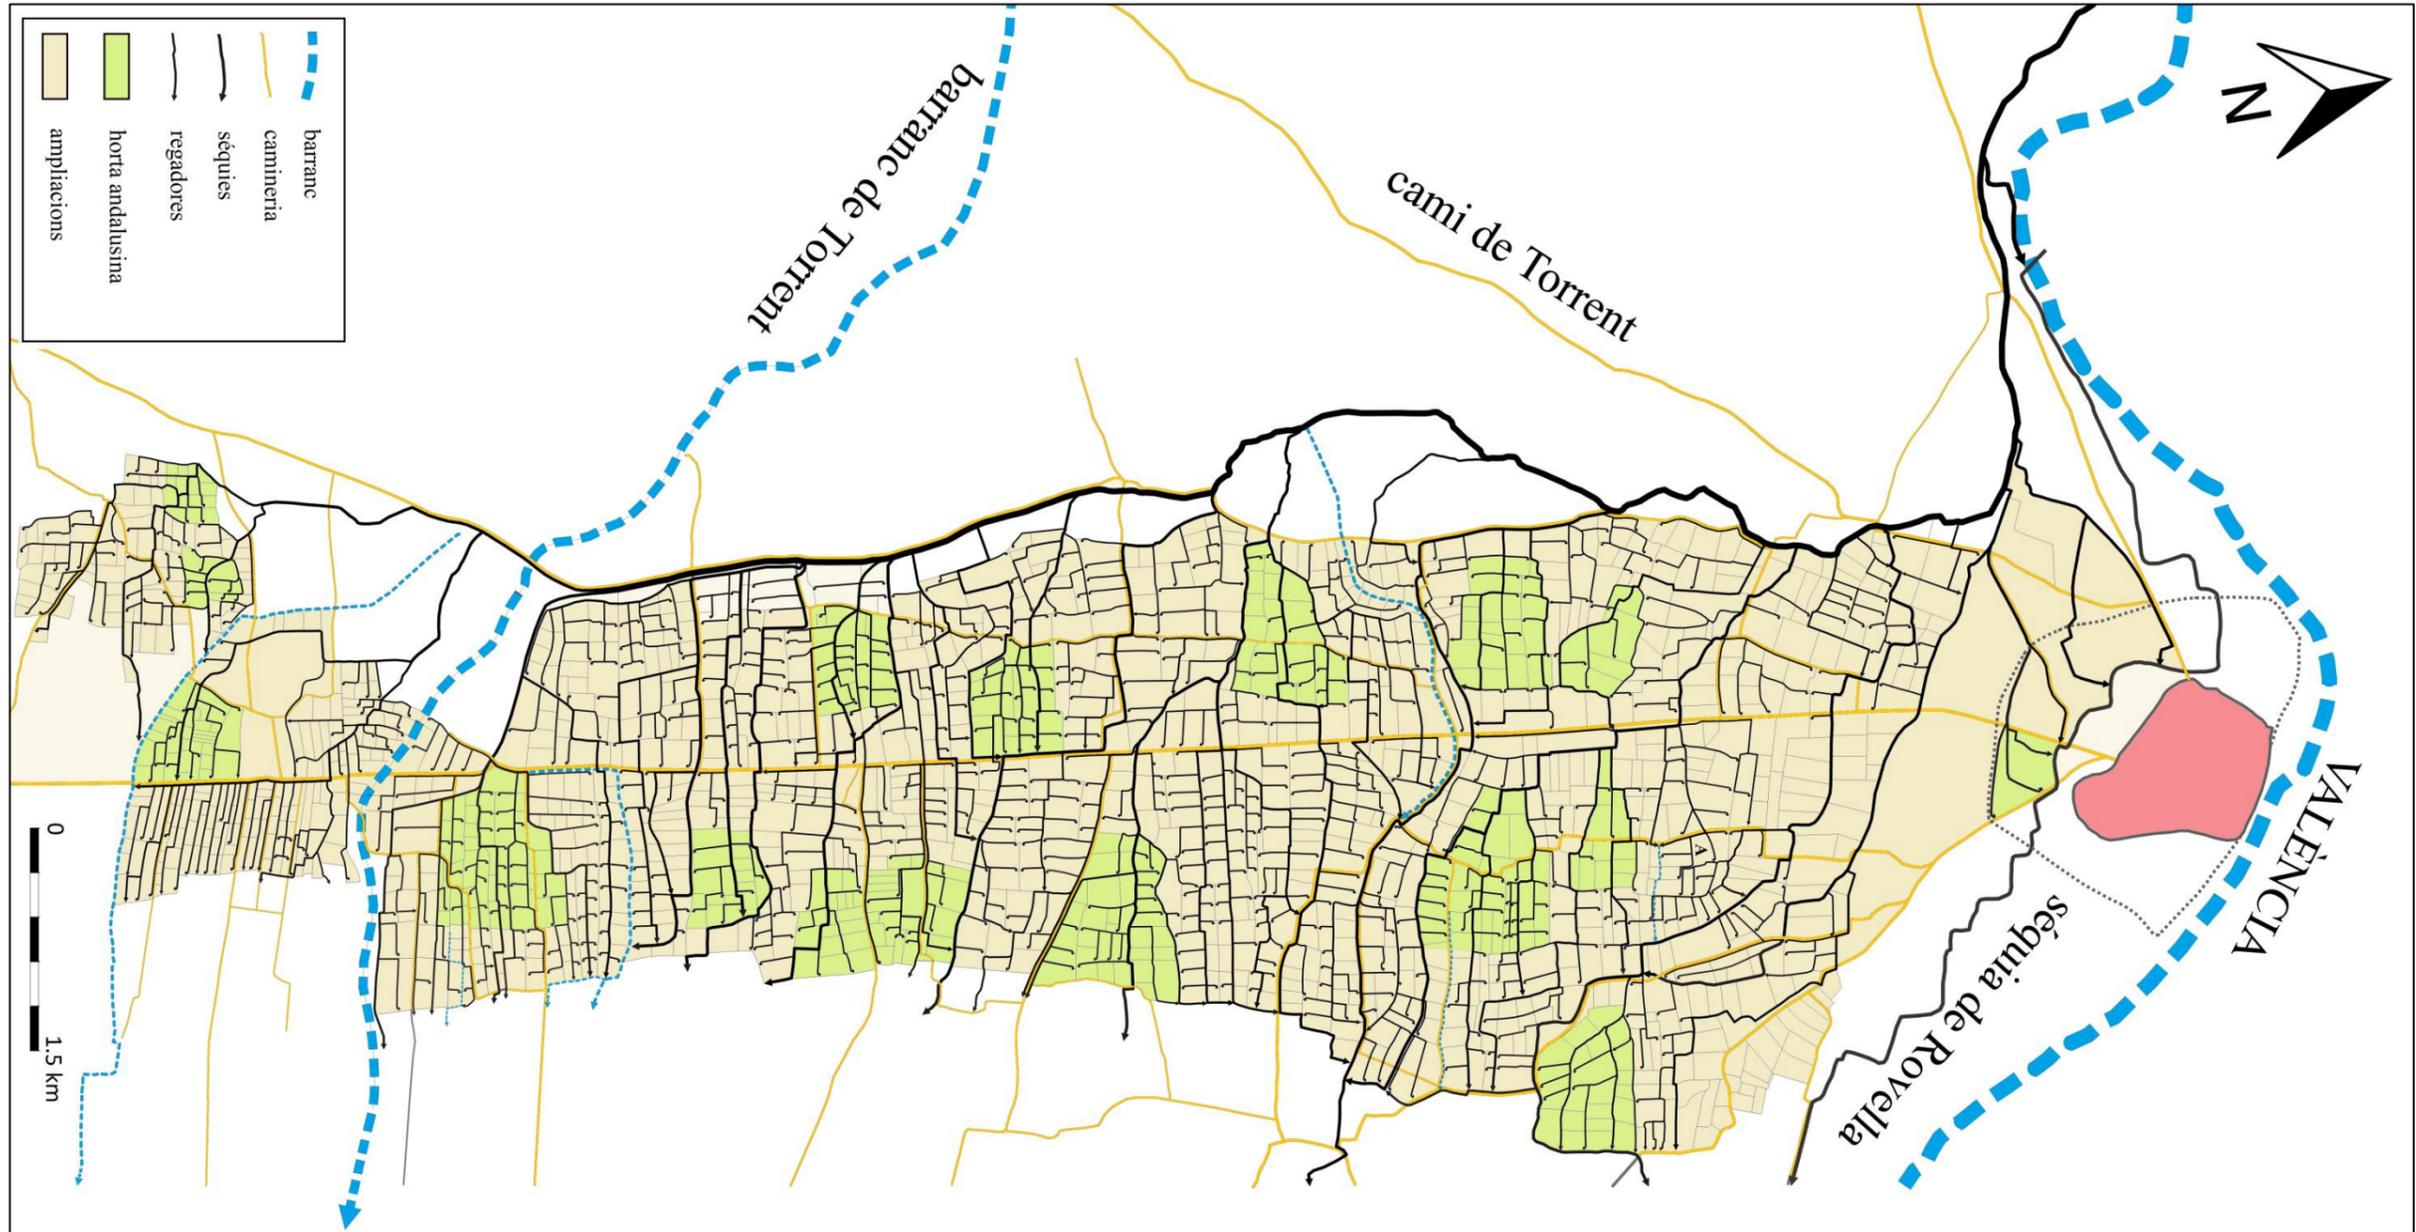 barranc
camineria
séquies
regadores
horta andalusina
ampliacions
barranc de Torrent
cami de Torrent
N
VALÈNCIA
séquia de Rovella
A
0
1.5 km